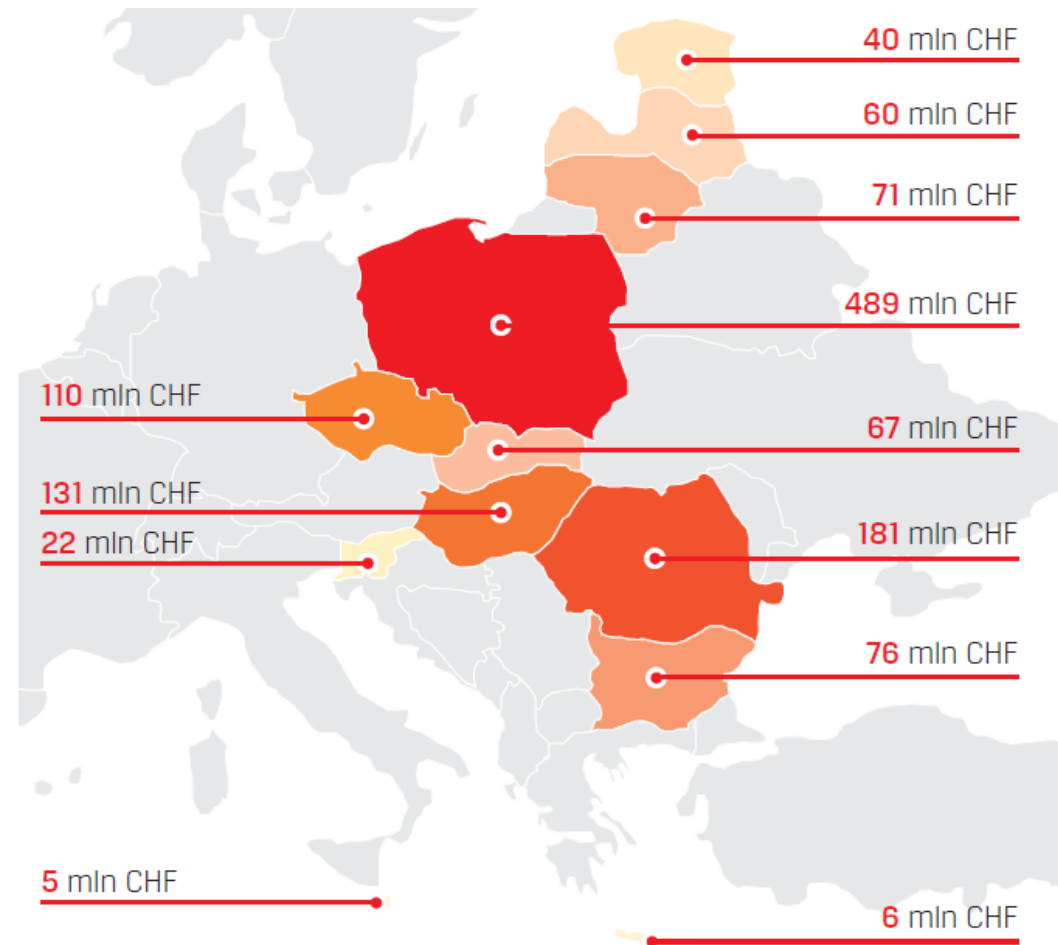 40 mln CHF
60 mln CHF
71 mln CHF
489 mln CHF
110 mln CHF
67 mln CHF
131 mln CHF
22 mln CHF
181 mln CHF
76 mln CHF
5 mln CHF
6 mln CHF